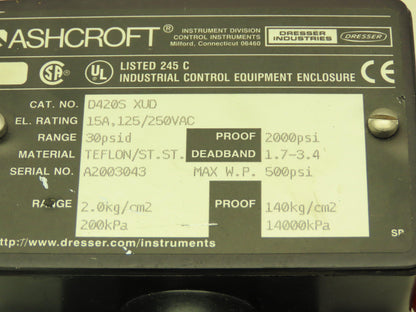 ASHCROFT® INSTRUMENT DIVISION DRESSER INDUSTRIES DRESSER
CONTROL INSTRUMENTS
Milford, Connecticut 06460
SA UL LISTED 245 C CE
INDUSTRIAL CONTROL EQUIPMENT ENCLOSURE
CAT. NO. D420S XUD
EL. RATING 15A,125/250VAC
RANGE 30psid PROOF 2000psi
MATERIAL TEFLON/ST.ST. DEADBAND 1.7-3.4
SERIAL NO. A2003043 MAX W.P. 500psi
RANGE 2.0kg/cm2 PROOF 140kg/cm2
200kPa 14000kPa
http://www.dresser.com/instruments SP